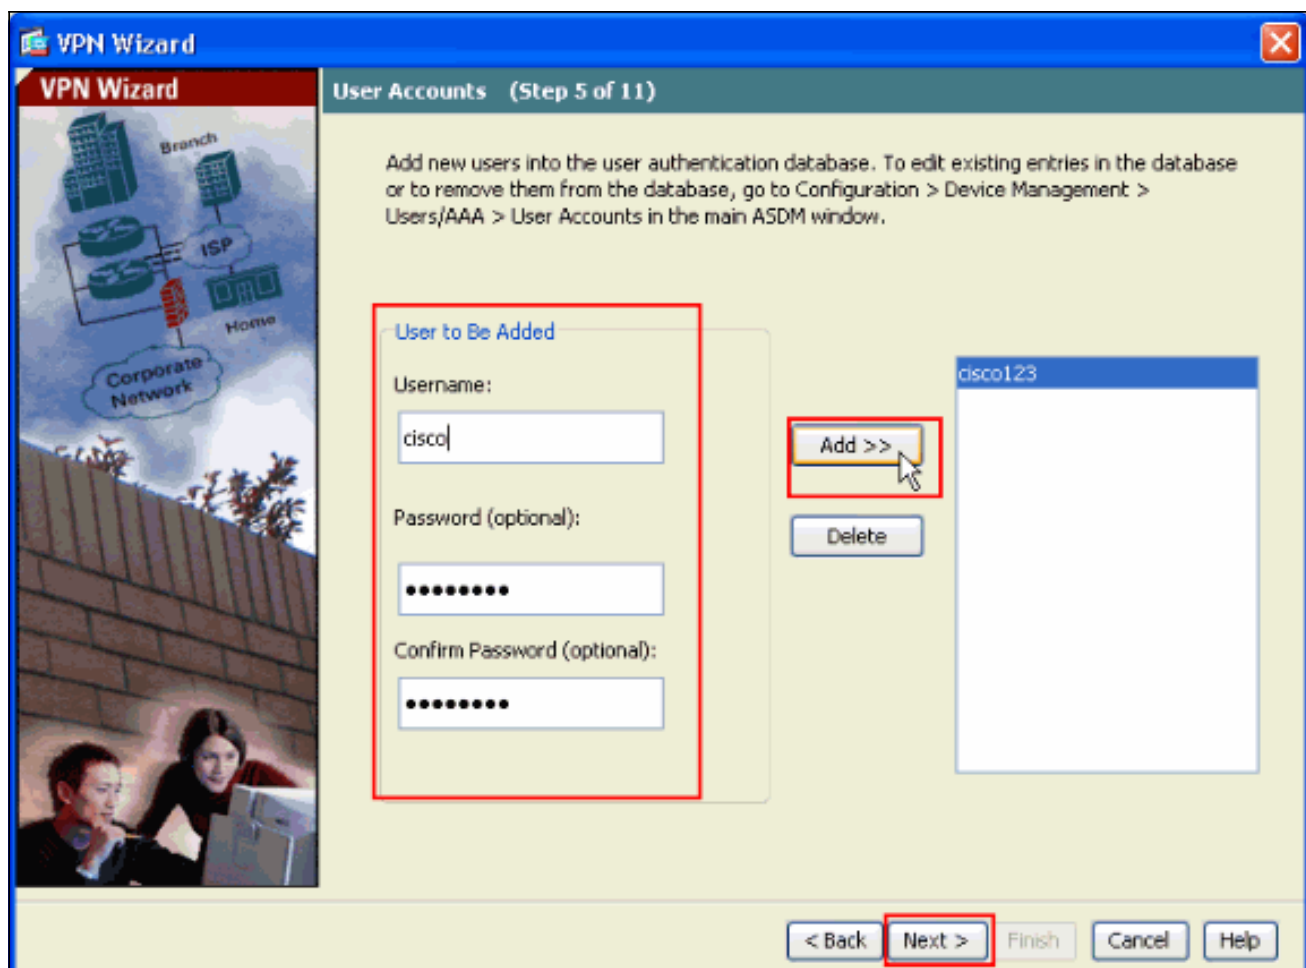 VPN Wizard
VPN Wizard
Branch
ISP
Home
Corporate
Network
User Accounts (Step 5 of 11)
Add new users into the user authentication database. To edit existing entries in the database
or to remove them from the database, go to Configuration > Device Management >
Users/AAA > User Accounts in the main ASDM window.
User to Be Added
Username:
cisco
Password (optional):
••••••••
Confirm Password (optional):
••••••••
Add >>
Delete
cisco123
< Back
Next >
Finish
Cancel
Help